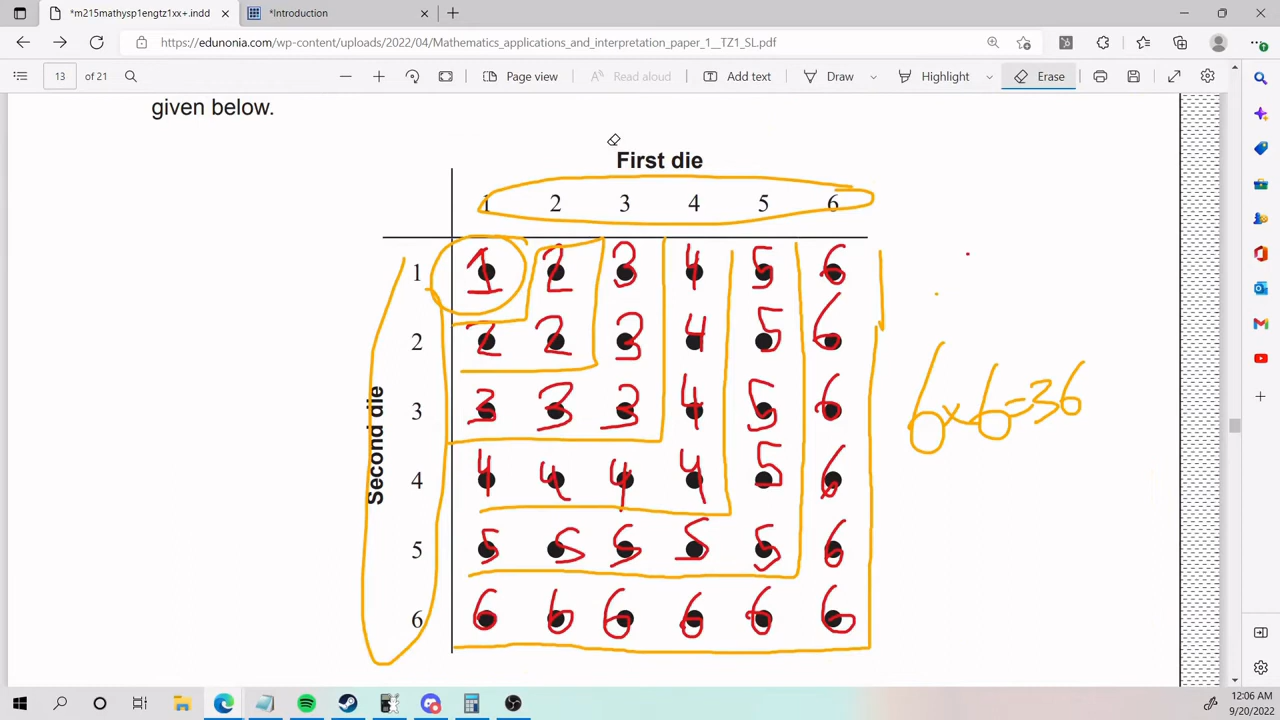 *m215mathysp1engtz1xx+.indd
*Introduction
https://edunonia.com/wp-content/uploads/2022/04/Mathematics_applications_and_interpretation_paper_1__TZ1_SL.pdf
13 of 21
Page view
Read aloud
Add text
Draw
Highlight
Erase
given below.
First die
1 2 3 4 5 6
1 1 2 3 4 5 6
2 2 2 3 4 5 6
3 3 3 3 4 5 6
4 4 4 4 4 5 6
5 5 5 5 5 5 6
6 6 6 6 6 6 6
Second die
6x6=36
12:06 AM
9/20/2022